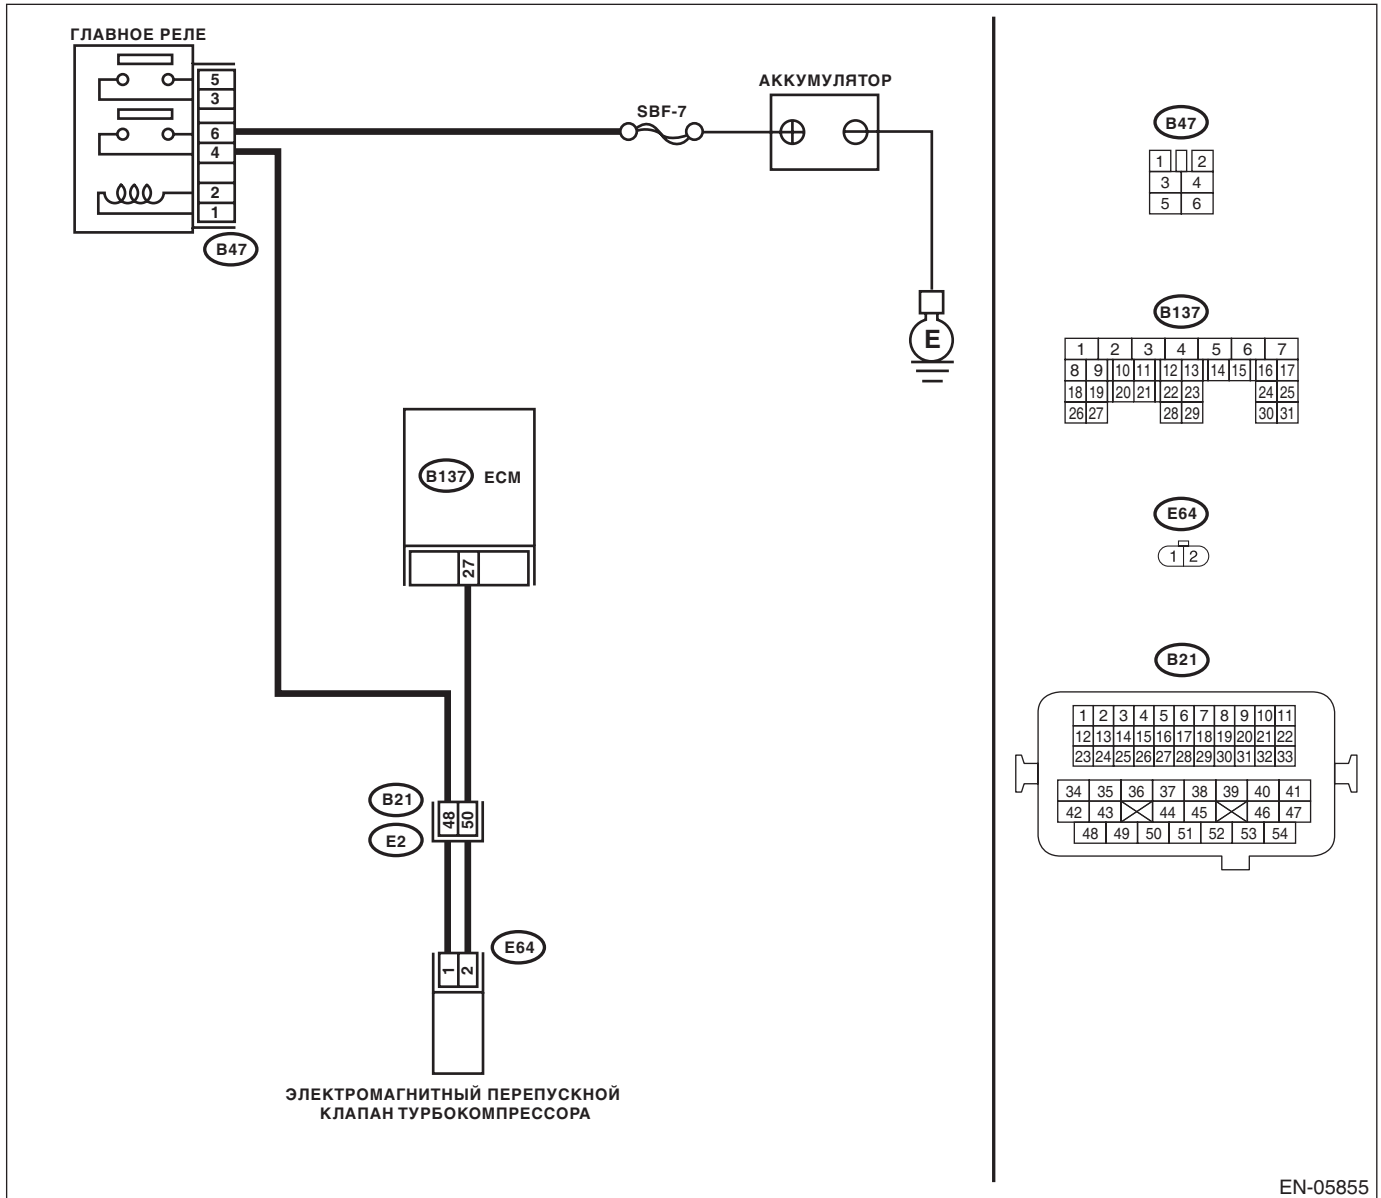 ГЛАВНОЕ РЕЛЕ
5
3
6
4
2
1
B47
SBF-7
АККУМУЛЯТОР
E
B137 ECM
27
B21
E2
48 50
E64
1 2
ЭЛЕКТРОМАГНИТНЫЙ ПЕРЕПУСКНОЙ
КЛАПАН ТУРБОКОМПРЕССОРА
B47
1 2
3 4
5 6
B137
1 2 3 4 5 6 7
8 9 10 11 12 13 14 15 16 17
18 19 20 21 22 23 24 25
26 27 28 29 30 31
E64
1 2
B21
1 2 3 4 5 6 7 8 9 10 11
12 13 14 15 16 17 18 19 20 21 22
23 24 25 26 27 28 29 30 31 32 33
34 35 36 37 38 39 40 41
42 43 44 45 46 47
48 49 50 51 52 53 54
EN-05855